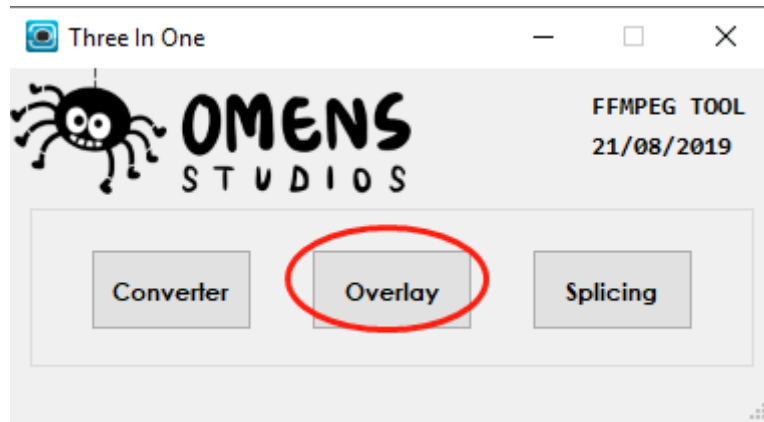 Three In One
OMENS
STUDIOS
FFMPEG TOOL
21/08/2019
Converter
Overlay
Splicing